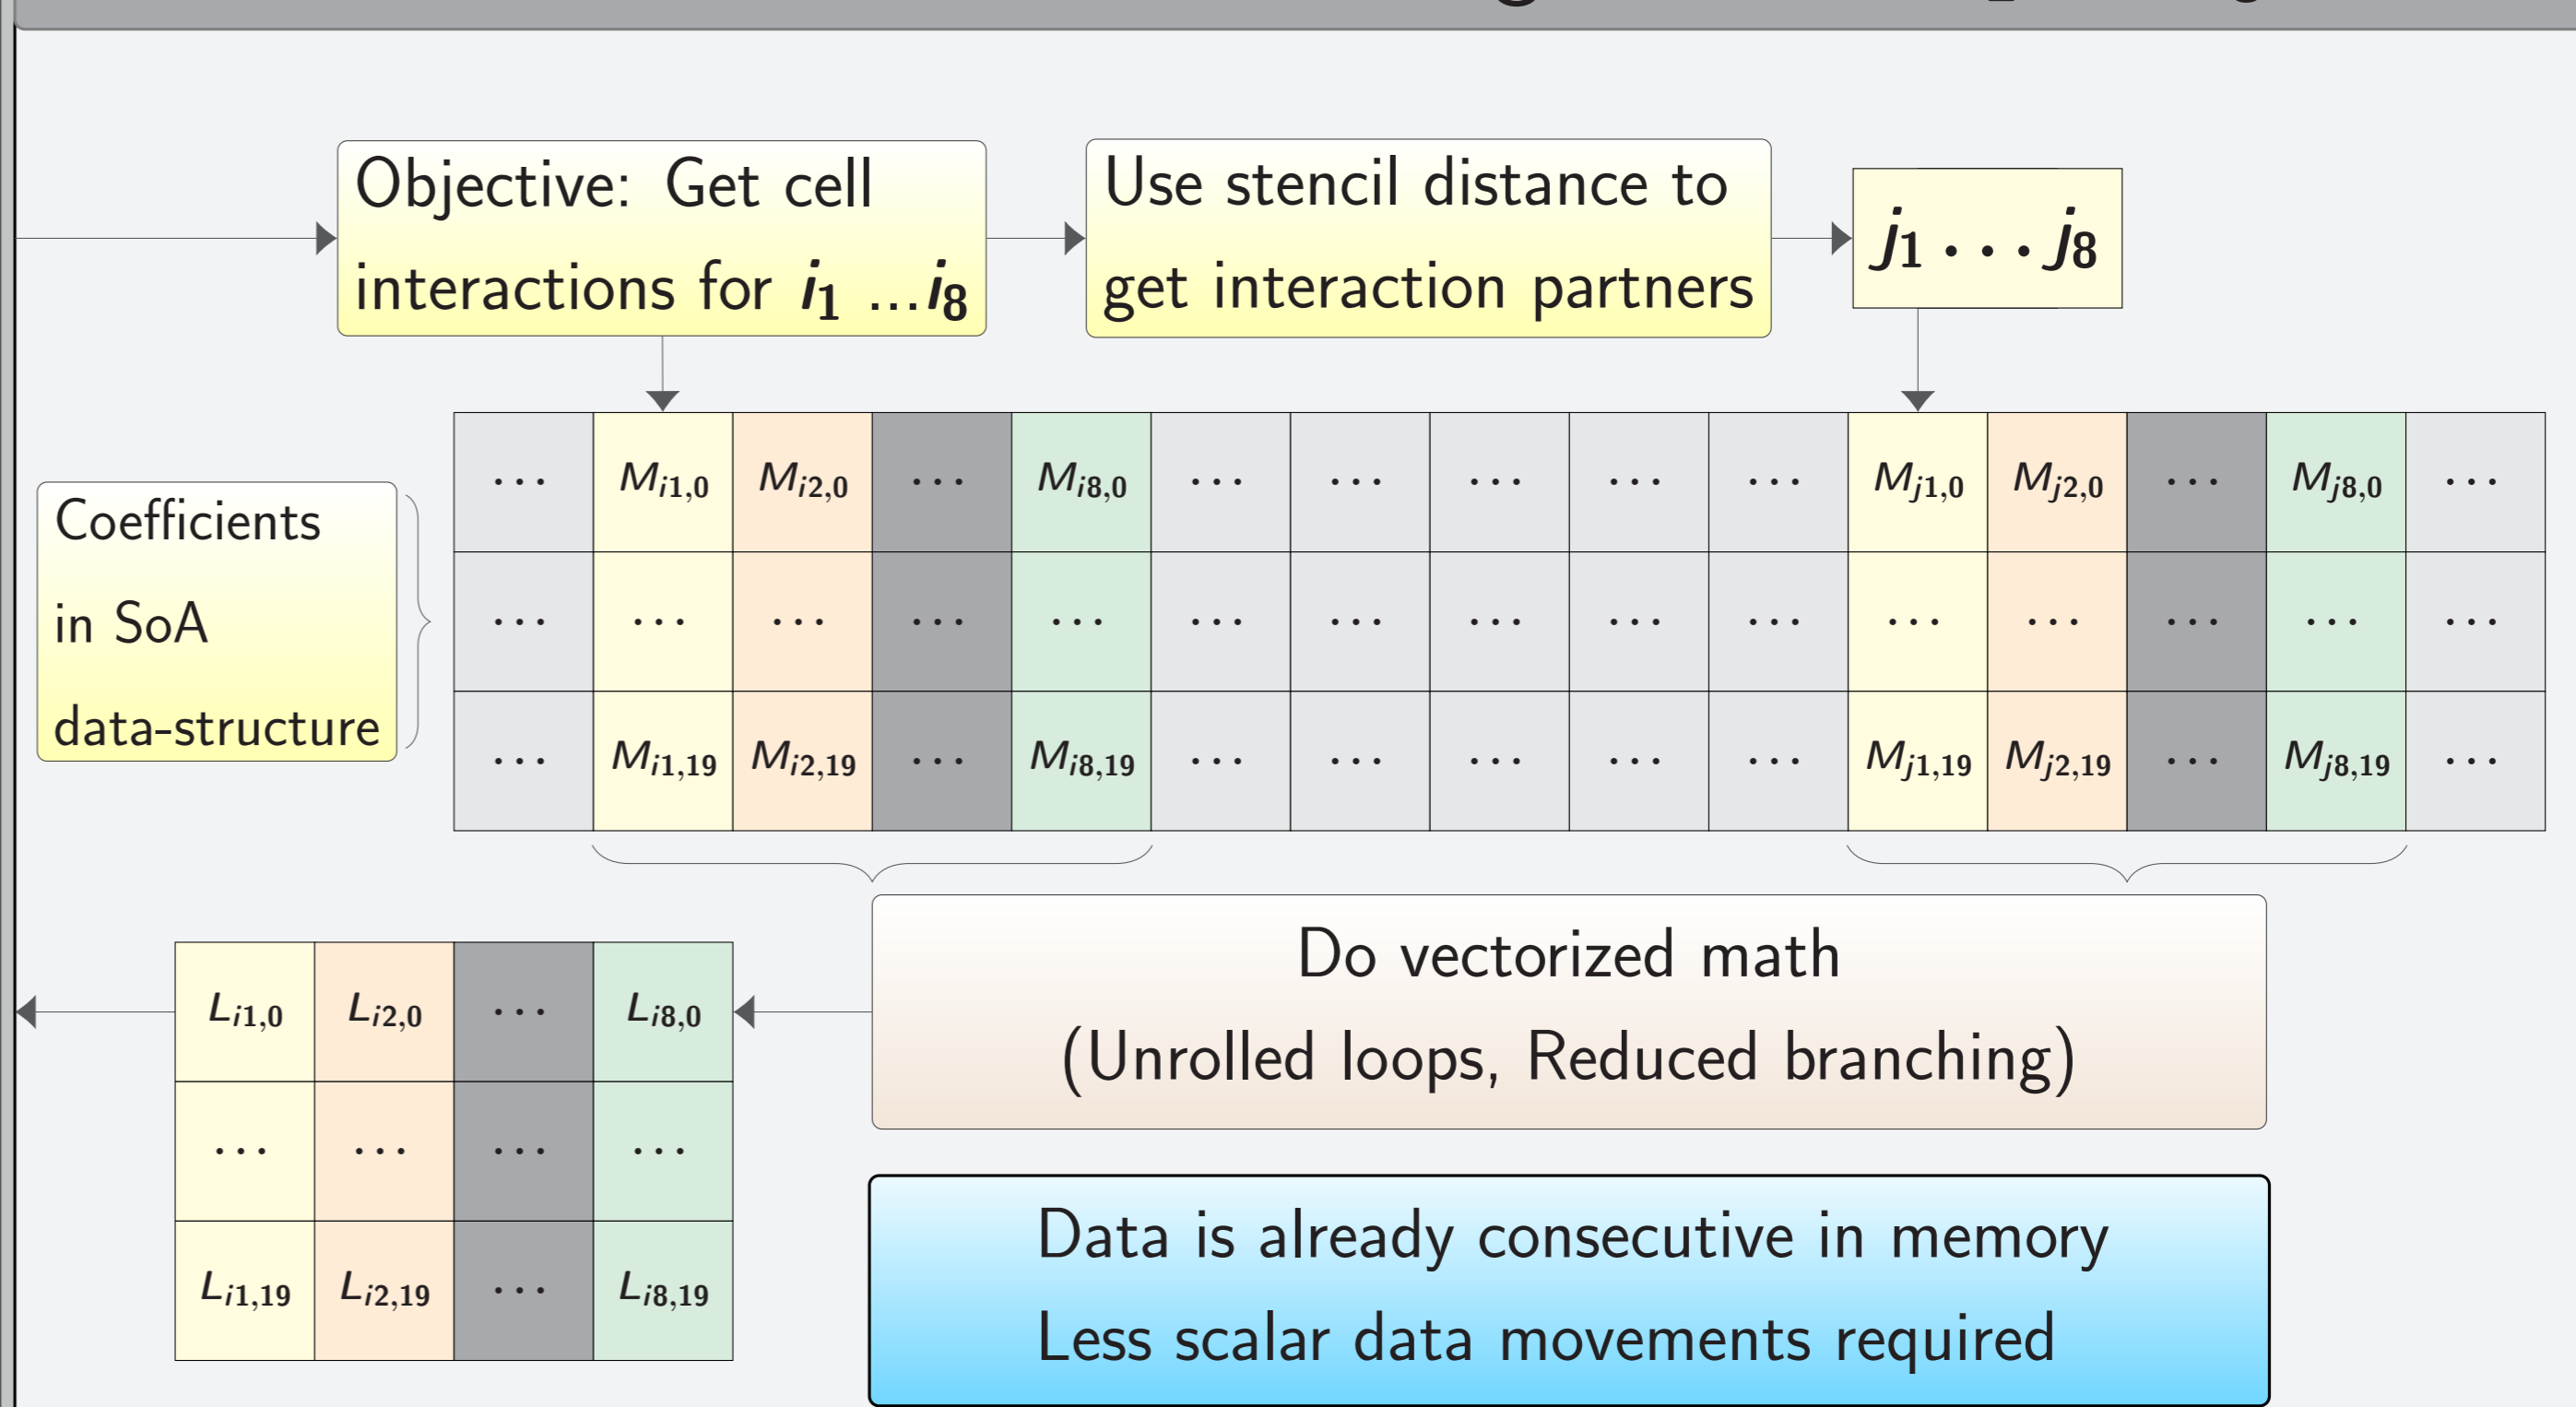 Objective: Get cell
interactions for i1 ...i8
Use stencil distance to
get interaction partners
j1 ... j8
Coefficients
in SoA
data-structure
... Mi1,0 Mi2,0 ... Mi8,0 ... ... ... ... ... Mj1,0 Mj2,0 ... Mj8,0 ...
... ... ... ... ... ... ... ... ... ... ... ... ... ... ...
... Mi1,19 Mi2,19 ... Mi8,19 ... ... ... ... ... Mj1,19 Mj2,19 ... Mj8,19 ...
Do vectorized math
(Unrolled loops, Reduced branching)
Li1,0 Li2,0 ... Li8,0
... ... ... ...
Li1,19 Li2,19 ... Li8,19
Data is already consecutive in memory
Less scalar data movements required